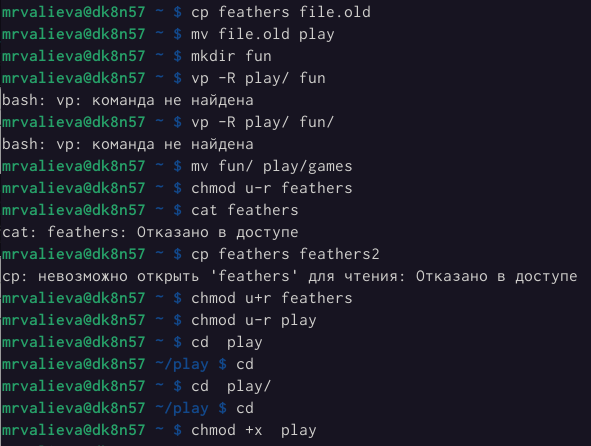 mrvalieva@dk8n57 ~ $ cp feathers file.old
mrvalieva@dk8n57 ~ $ mv file.old play
mrvalieva@dk8n57 ~ $ mkdir fun
mrvalieva@dk8n57 ~ $ vp -R play/ fun
bash: vp: команда не найдена
mrvalieva@dk8n57 ~ $ vp -R play/ fun/
bash: vp: команда не найдена
mrvalieva@dk8n57 ~ $ mv fun/ play/games
mrvalieva@dk8n57 ~ $ chmod u-r feathers
mrvalieva@dk8n57 ~ $ cat feathers
cat: feathers: Отказано в доступе
mrvalieva@dk8n57 ~ $ cp feathers feathers2
cp: невозможно открыть 'feathers' для чтения: Отказано в доступе
mrvalieva@dk8n57 ~ $ chmod u+r feathers
mrvalieva@dk8n57 ~ $ chmod u-r play
mrvalieva@dk8n57 ~ $ cd  play
mrvalieva@dk8n57 ~/play $ cd
mrvalieva@dk8n57 ~ $ cd  play/
mrvalieva@dk8n57 ~/play $ cd
mrvalieva@dk8n57 ~ $ chmod +x  play